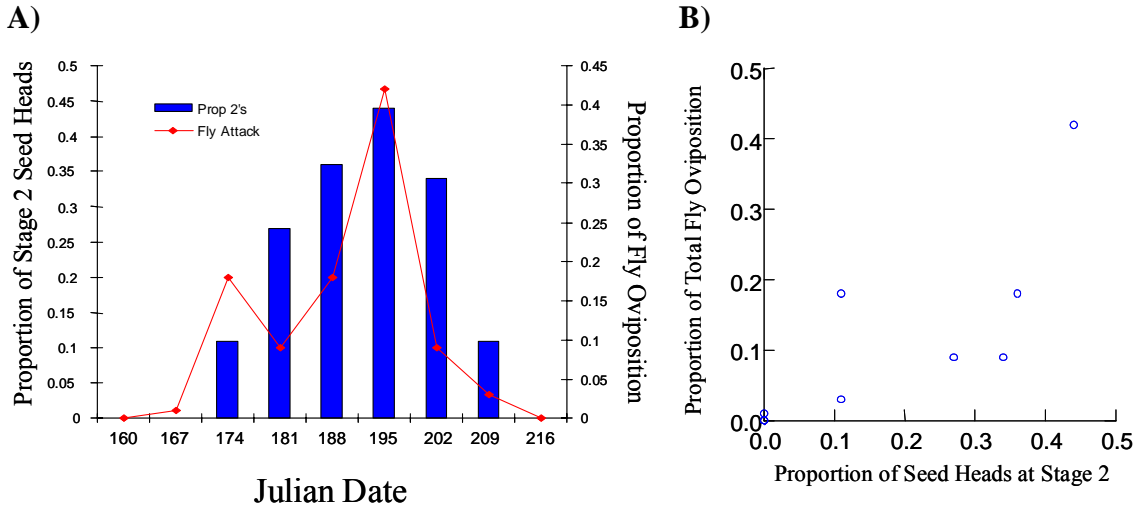 A)
Proportion of Stage 2 Seed Heads
0.5
0.45
0.4
0.35
0.3
0.25
0.2
0.15
0.1
0.05
0
Prop 2's
Fly Attack
0.45
0.4
0.35
0.3
0.25
0.2
0.15
0.1
0.05
0
Proportion of Fly Oviposition
160 167 174 181 188 195 202 209 216
Julian Date
B)
Proportion of Total Fly Oviposition
0.5
0.4
0.3
0.2
0.1
0.0
0.0 0.1 0.2 0.3 0.4 0.5
Proportion of Seed Heads at Stage 2